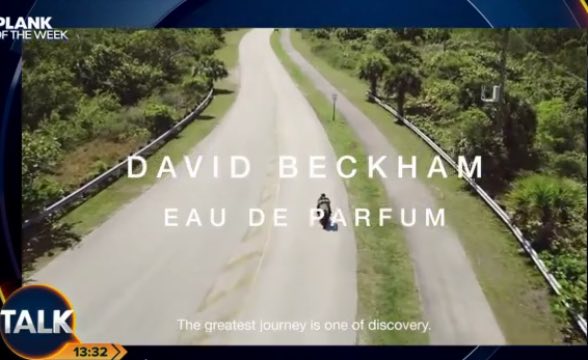 PLANK
OF THE WEEK
DAVID BECKHAM
EAU DE PARFUM
The greatest journey is one of discovery.
TALK
13:32